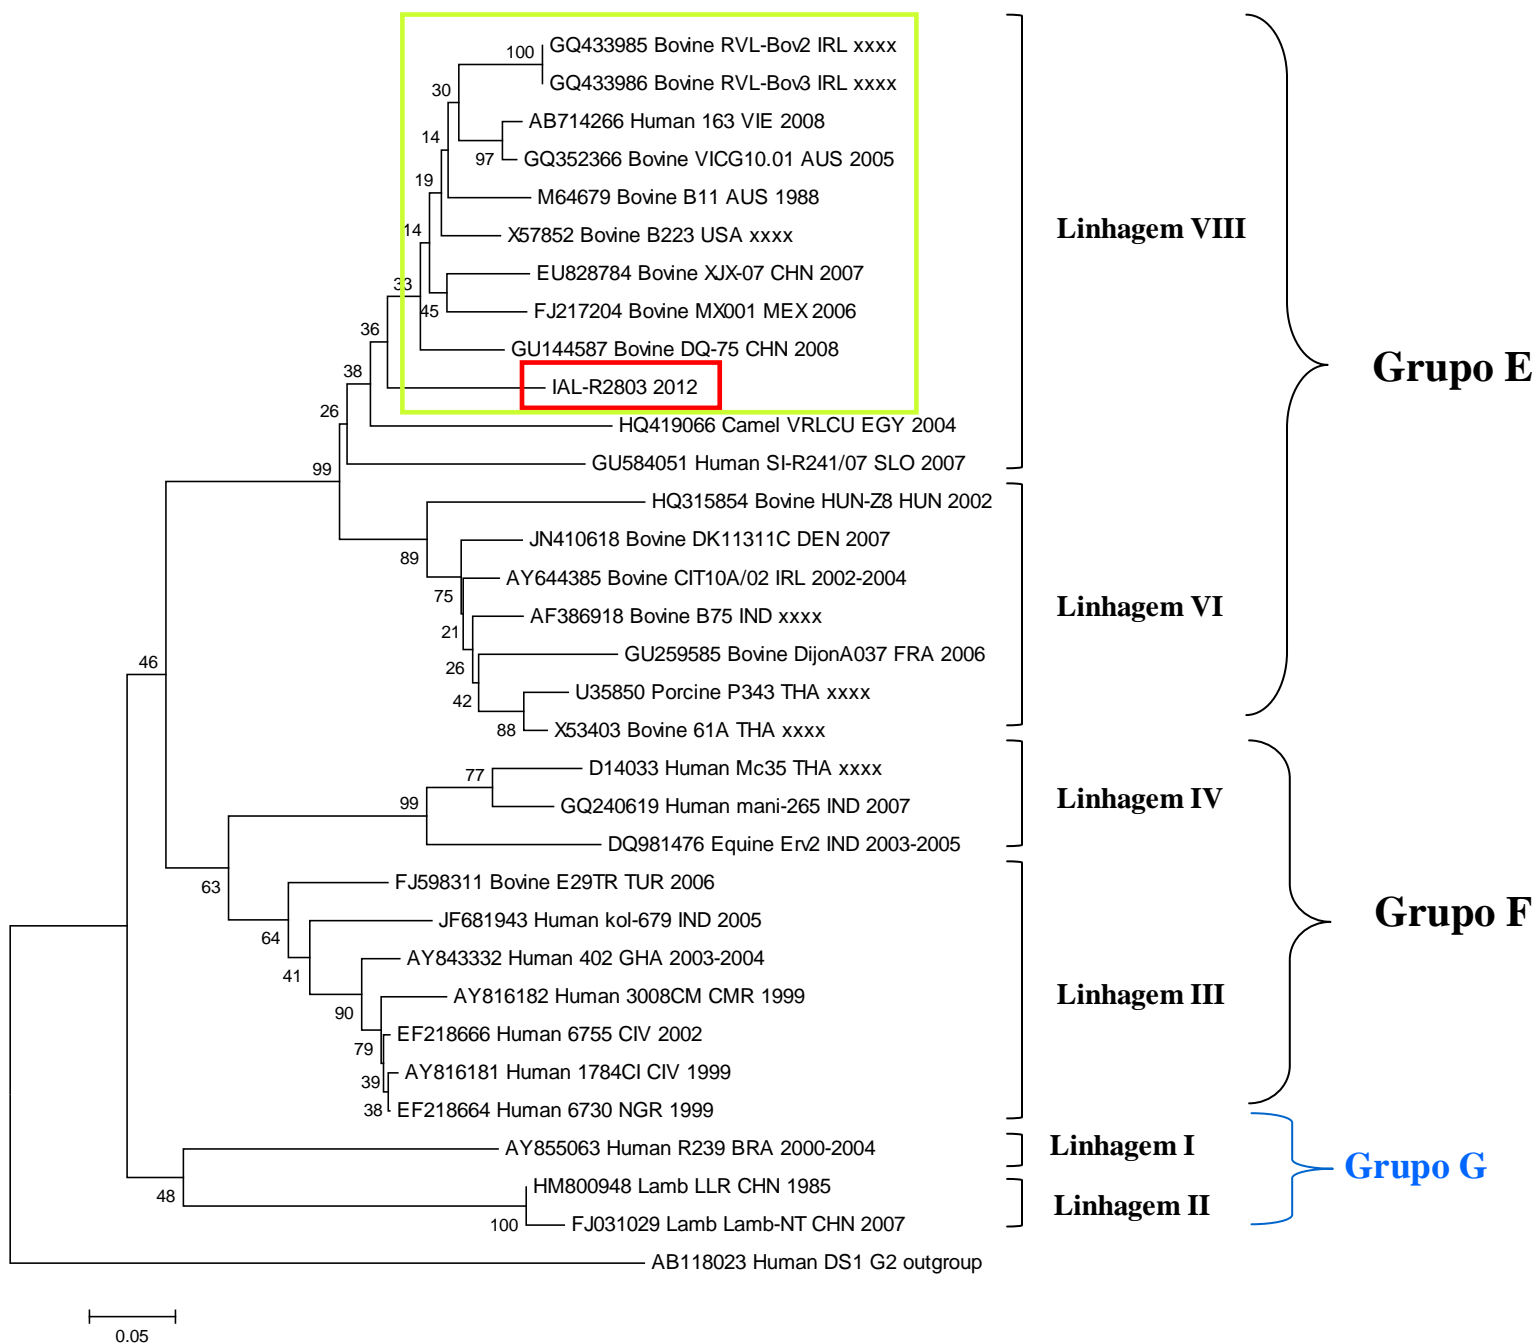 GQ433985 Bovine RVL-Bov2 IRL xxxx
100
GQ433986 Bovine RVL-Bov3 IRL xxxx
30
AB714266 Human 163 VIE 2008
14
97
GQ352366 Bovine VICG10.01 AUS 2005
19
M64679 Bovine B11 AUS 1988
14
X57852 Bovine B223 USA xxxx
Linhagem VIII
EU828784 Bovine XJX-07 CHN 2007
33
45
FJ217204 Bovine MX001 MEX 2006
36
GU144587 Bovine DQ-75 CHN 2008
Grupo E
38
IAL-R2803 2012
26
HQ419066 Camel VRLCU EGY 2004
99
GU584051 Human SI-R241/07 SLO 2007
HQ315854 Bovine HUN-Z8 HUN 2002
89
JN410618 Bovine DK11311C DEN 2007
75
AY644385 Bovine CIT10A/02 IRL 2002-2004
Linhagem VI
AF386918 Bovine B75 IND xxxx
21
46
GU259585 Bovine DijonA037 FRA 2006
26
42
U35850 Porcine P343 THA xxxx
88
X53403 Bovine 61A THA xxxx
77
D14033 Human Mc35 THA xxxx
99
GQ240619 Human mani-265 IND 2007
Linhagem IV
DQ981476 Equine Erv2 IND 2003-2005
63
FJ598311 Bovine E29TR TUR 2006
Grupo F
64
JF681943 Human kol-679 IND 2005
41
AY843332 Human 402 GHA 2003-2004
90
AY816182 Human 3008CM CMR 1999
Linhagem III
79
EF218666 Human 6755 CIV 2002
39
AY816181 Human 1784CI CIV 1999
38
EF218664 Human 6730 NGR 1999
AY855063 Human R239 BRA 2000-2004
Linhagem I
Grupo G
48
HM800948 Lamb LLR CHN 1985
Linhagem II
100
FJ031029 Lamb Lamb-NT CHN 2007
AB118023 Human DS1 G2 outgroup
0.05